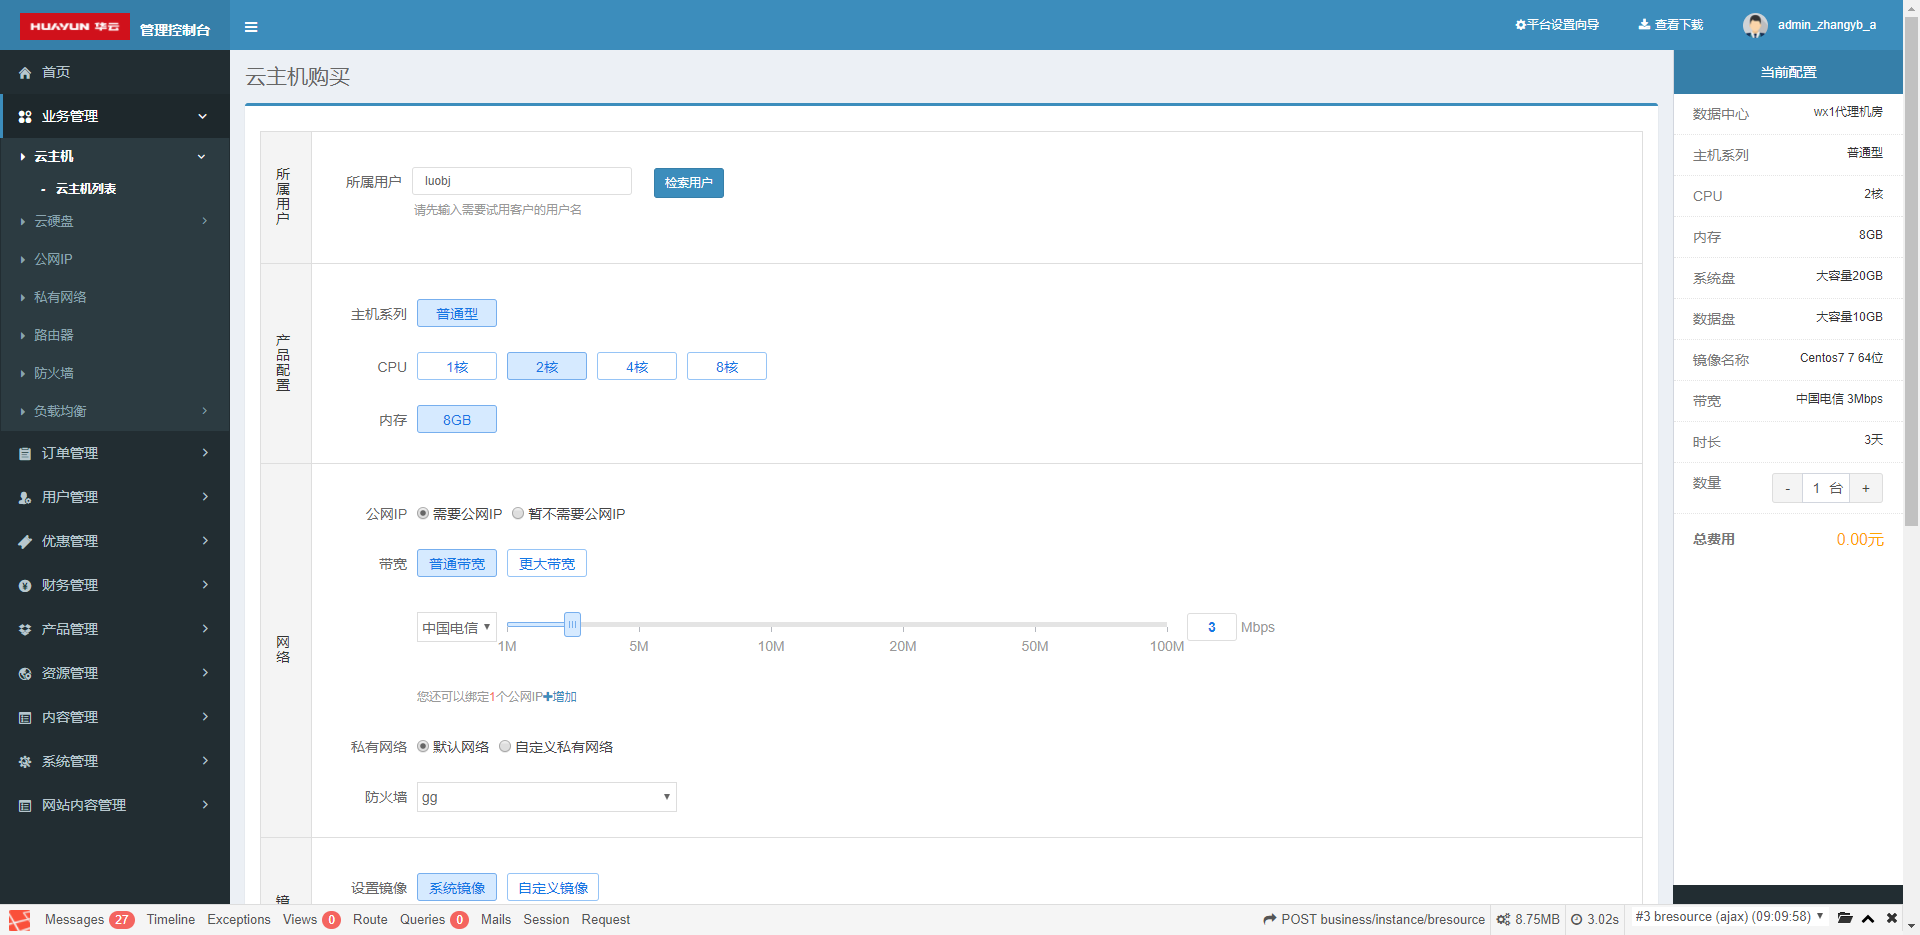 HUAYUN 华云 管理控制台
平台设置向导 查看下载 admin_zhangyb_a
首页
业务管理
云主机
- 云主机列表
云硬盘
公网IP
私有网络
路由器
防火墙
负载均衡
订单管理
用户管理
优惠管理
财务管理
产品管理
资源管理
内容管理
系统管理
网站内容管理
云主机购买
所属用户
所属用户 luobj 检索用户
请先输入需要试用客户的用户名
产品配置
主机系列 普通型
CPU 1核 2核 4核 8核
内存 8GB
网络
公网IP 需要公网IP 暂不需要公网IP
带宽 普通带宽 更大带宽
中国电信 3 Mbps
1M 5M 10M 20M 50M 100M
您还可以绑定1个公网IP+增加
私有网络 默认网络 自定义私有网络
防火墙 gg
镜
设置镜像 系统镜像 自定义镜像
当前配置
数据中心 wx1代理机房
主机系列 普通型
CPU 2核
内存 8GB
系统盘 大容量20GB
数据盘 大容量10GB
镜像名称 Centos7 7 64位
带宽 中国电信 3Mbps
时长 3天
数量 - 1 台 +
总费用 0.00元
Messages 27 Timeline Exceptions Views 0 Route Queries 0 Mails Session Request POST business/instance/bresource 8.75MB 3.02s #3 bresource (ajax) (09:09:58)